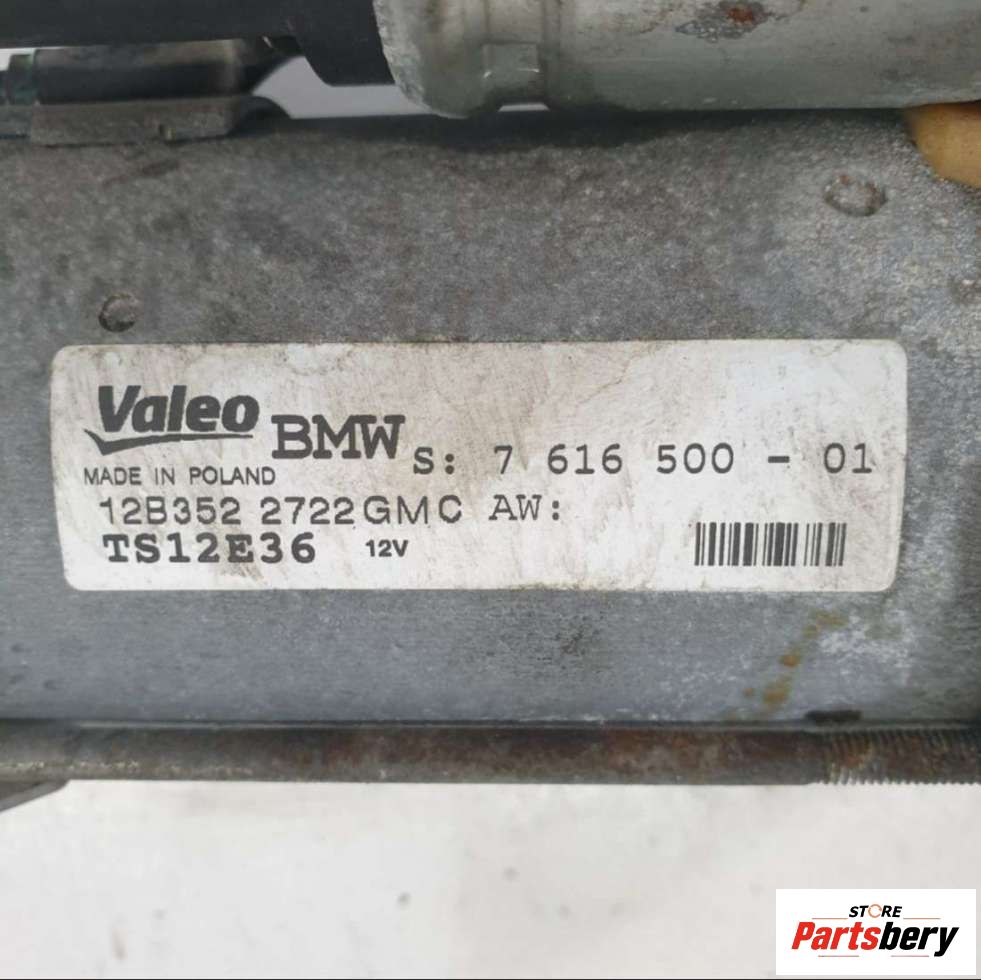 Valeo BMW S: 7 616 500 - 01
MADE IN POLAND
12B352 2722GMC AW:
TS12E36 12V
STORE
Partsbery